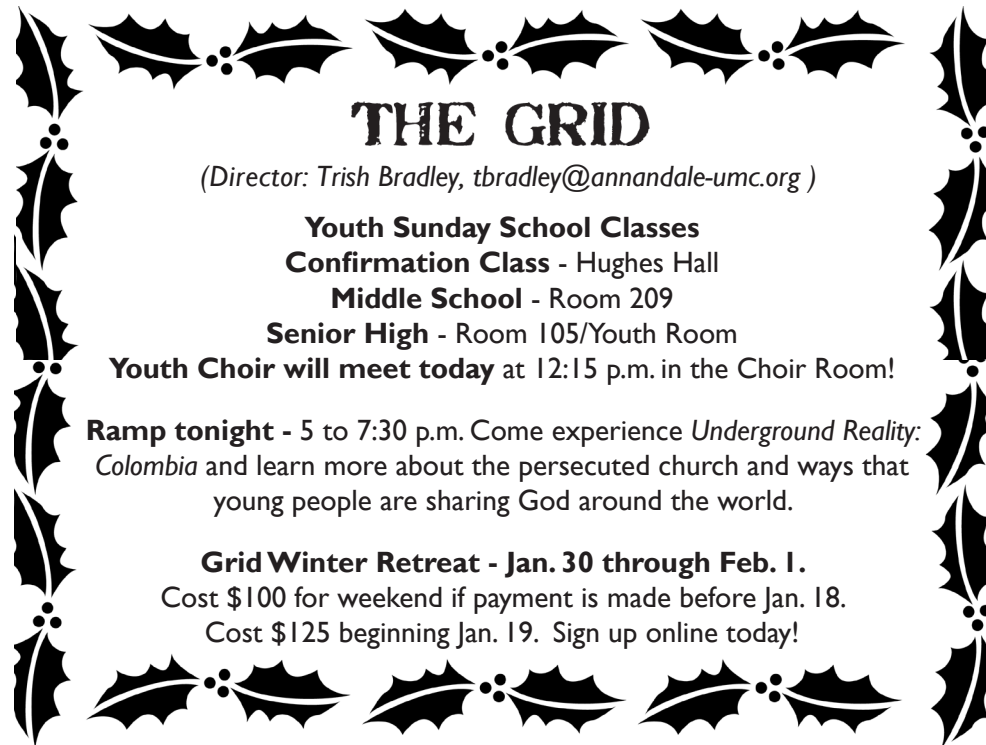 THE GRID
(Director: Trish Bradley, tbradley@annandale-umc.org )
Youth Sunday School Classes
Confirmation Class - Hughes Hall
Middle School - Room 209
Senior High - Room 105/Youth Room
Youth Choir will meet today at 12:15 p.m. in the Choir Room!
Ramp tonight - 5 to 7:30 p.m. Come experience Underground Reality:
Colombia and learn more about the persecuted church and ways that
young people are sharing God around the world.
Grid Winter Retreat - Jan. 30 through Feb. 1.
Cost $100 for weekend if payment is made before Jan. 18.
Cost $125 beginning Jan. 19. Sign up online today!